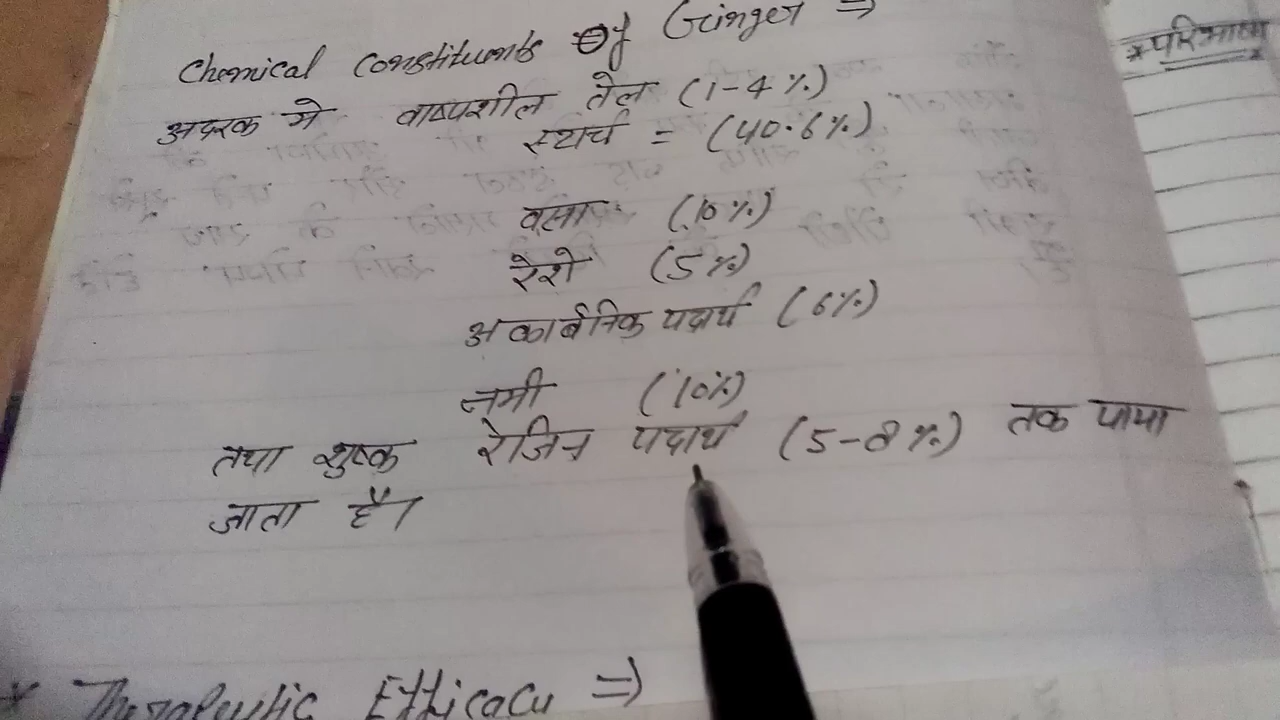 Chemical Constituents Of Ginger ⇒
* परिभाषा
अदरक मे वाष्पशील तेल (1-4%)
स्टार्च = (40.6%)
वसा (10%)
रेशे (5%)
अकार्बनिक पदार्थ (6%)
नमी (10%)
तथा शुष्क रेजिन पदार्थ (5-8%) तक पाया
जाता है।
* Therapeutic Efficacy ⇒